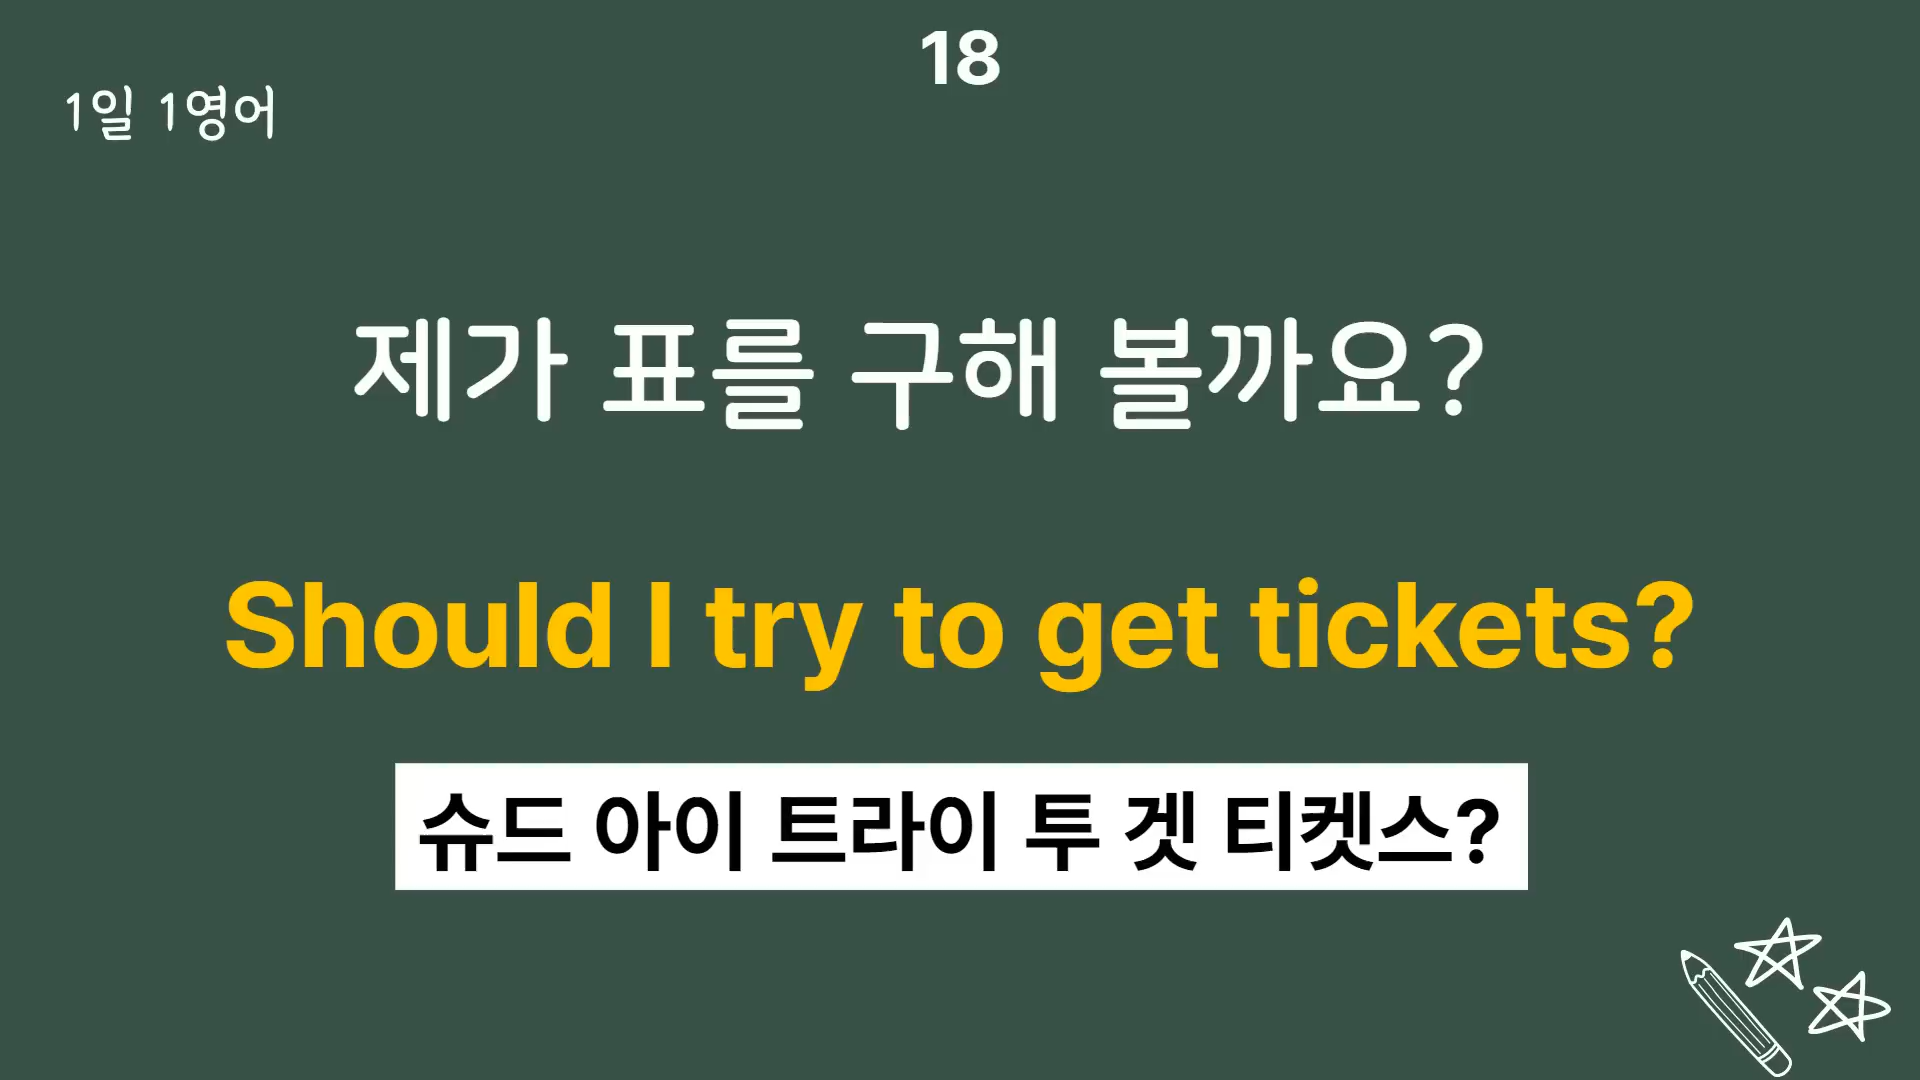 18
1일 1영어
제가 표를 구해 볼까요?
Should I try to get tickets?
슈드 아이 트라이 투 겟 티켓스?